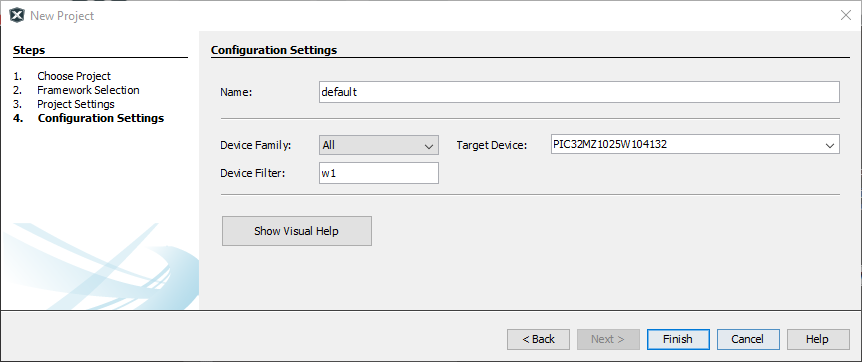 New Project
Steps
1. Choose Project
2. Framework Selection
3. Project Settings
4. Configuration Settings
Configuration Settings
Name: default
Device Family: All Target Device: PIC32MZ1025W104132
Device Filter: w1
Show Visual Help
< Back Next > Finish Cancel Help